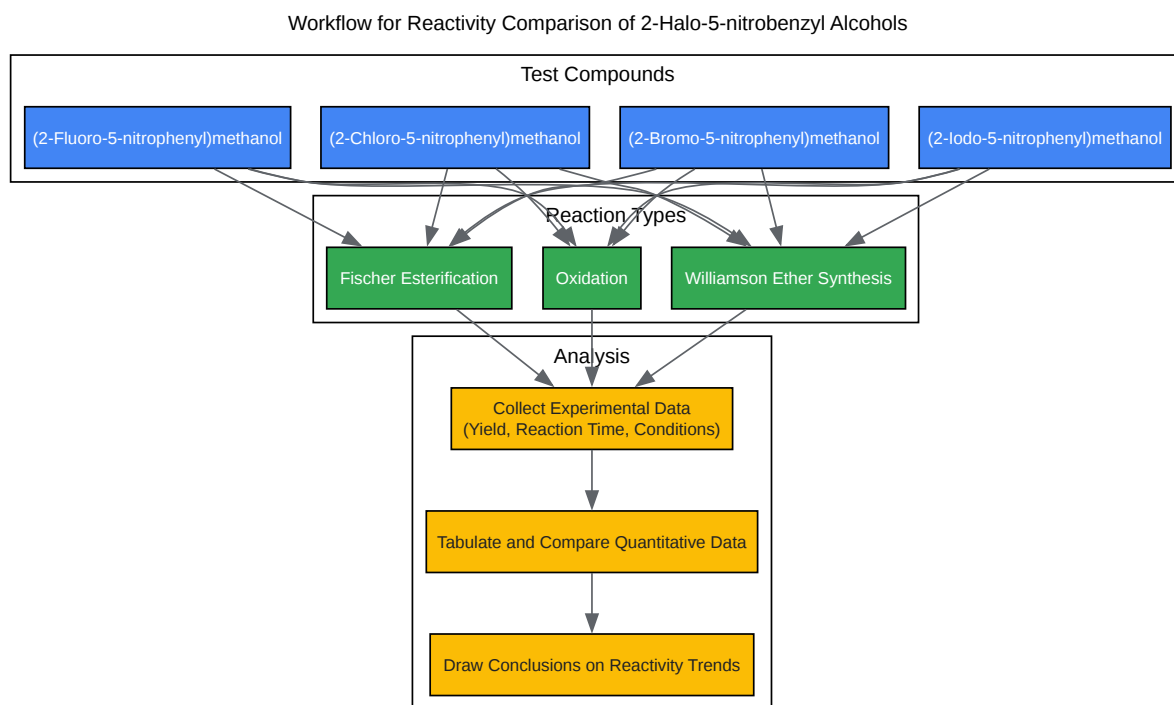 Workflow for Reactivity Comparison of 2-Halo-5-nitrobenzyl Alcohols
Test Compounds
(2-Fluoro-5-nitrophenyl)methanol
(2-Chloro-5-nitrophenyl)methanol
(2-Bromo-5-nitrophenyl)methanol
(2-Iodo-5-nitrophenyl)methanol
Reaction Types
Fischer Esterification
Oxidation
Williamson Ether Synthesis
Analysis
Collect Experimental Data
(Yield, Reaction Time, Conditions)
Tabulate and Compare Quantitative Data
Draw Conclusions on Reactivity Trends